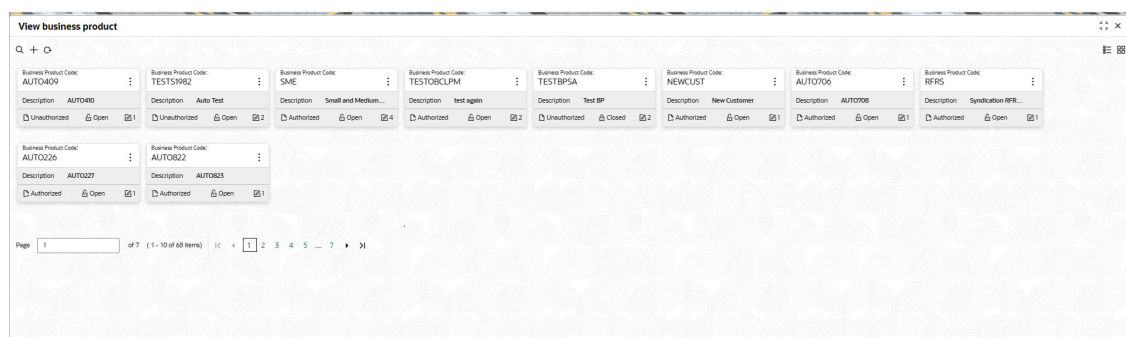 View business product
Business Product Code: Business Product Code: Business Product Code: Business Product Code: Business Product Code: Business Product Code: Business Product Code: Business Product Code:
AUTO409 TESTS1982 SME TESTOBCLPM TESTBPSA NEWCUST AUTO706 RFRS
Description AUTO410 Description Auto Test Description Small and Medium... Description test again Description Test BP Description New Customer Description AUTO708 Description Syndication RFR...
Unauthorized Open 1 Unauthorized Open 2 Authorized Open 4 Authorized Open 2 Unauthorized Closed 2 Authorized Open 1 Authorized Open 1 Authorized Open 1
Business Product Code: Business Product Code:
AUTO226 AUTO822
Description AUTO227 Description AUTO823
Authorized Open 1 Authorized Open 1
Page 1 of 7 (1 - 10 of 68 items) 1 2 3 4 5 .... 7